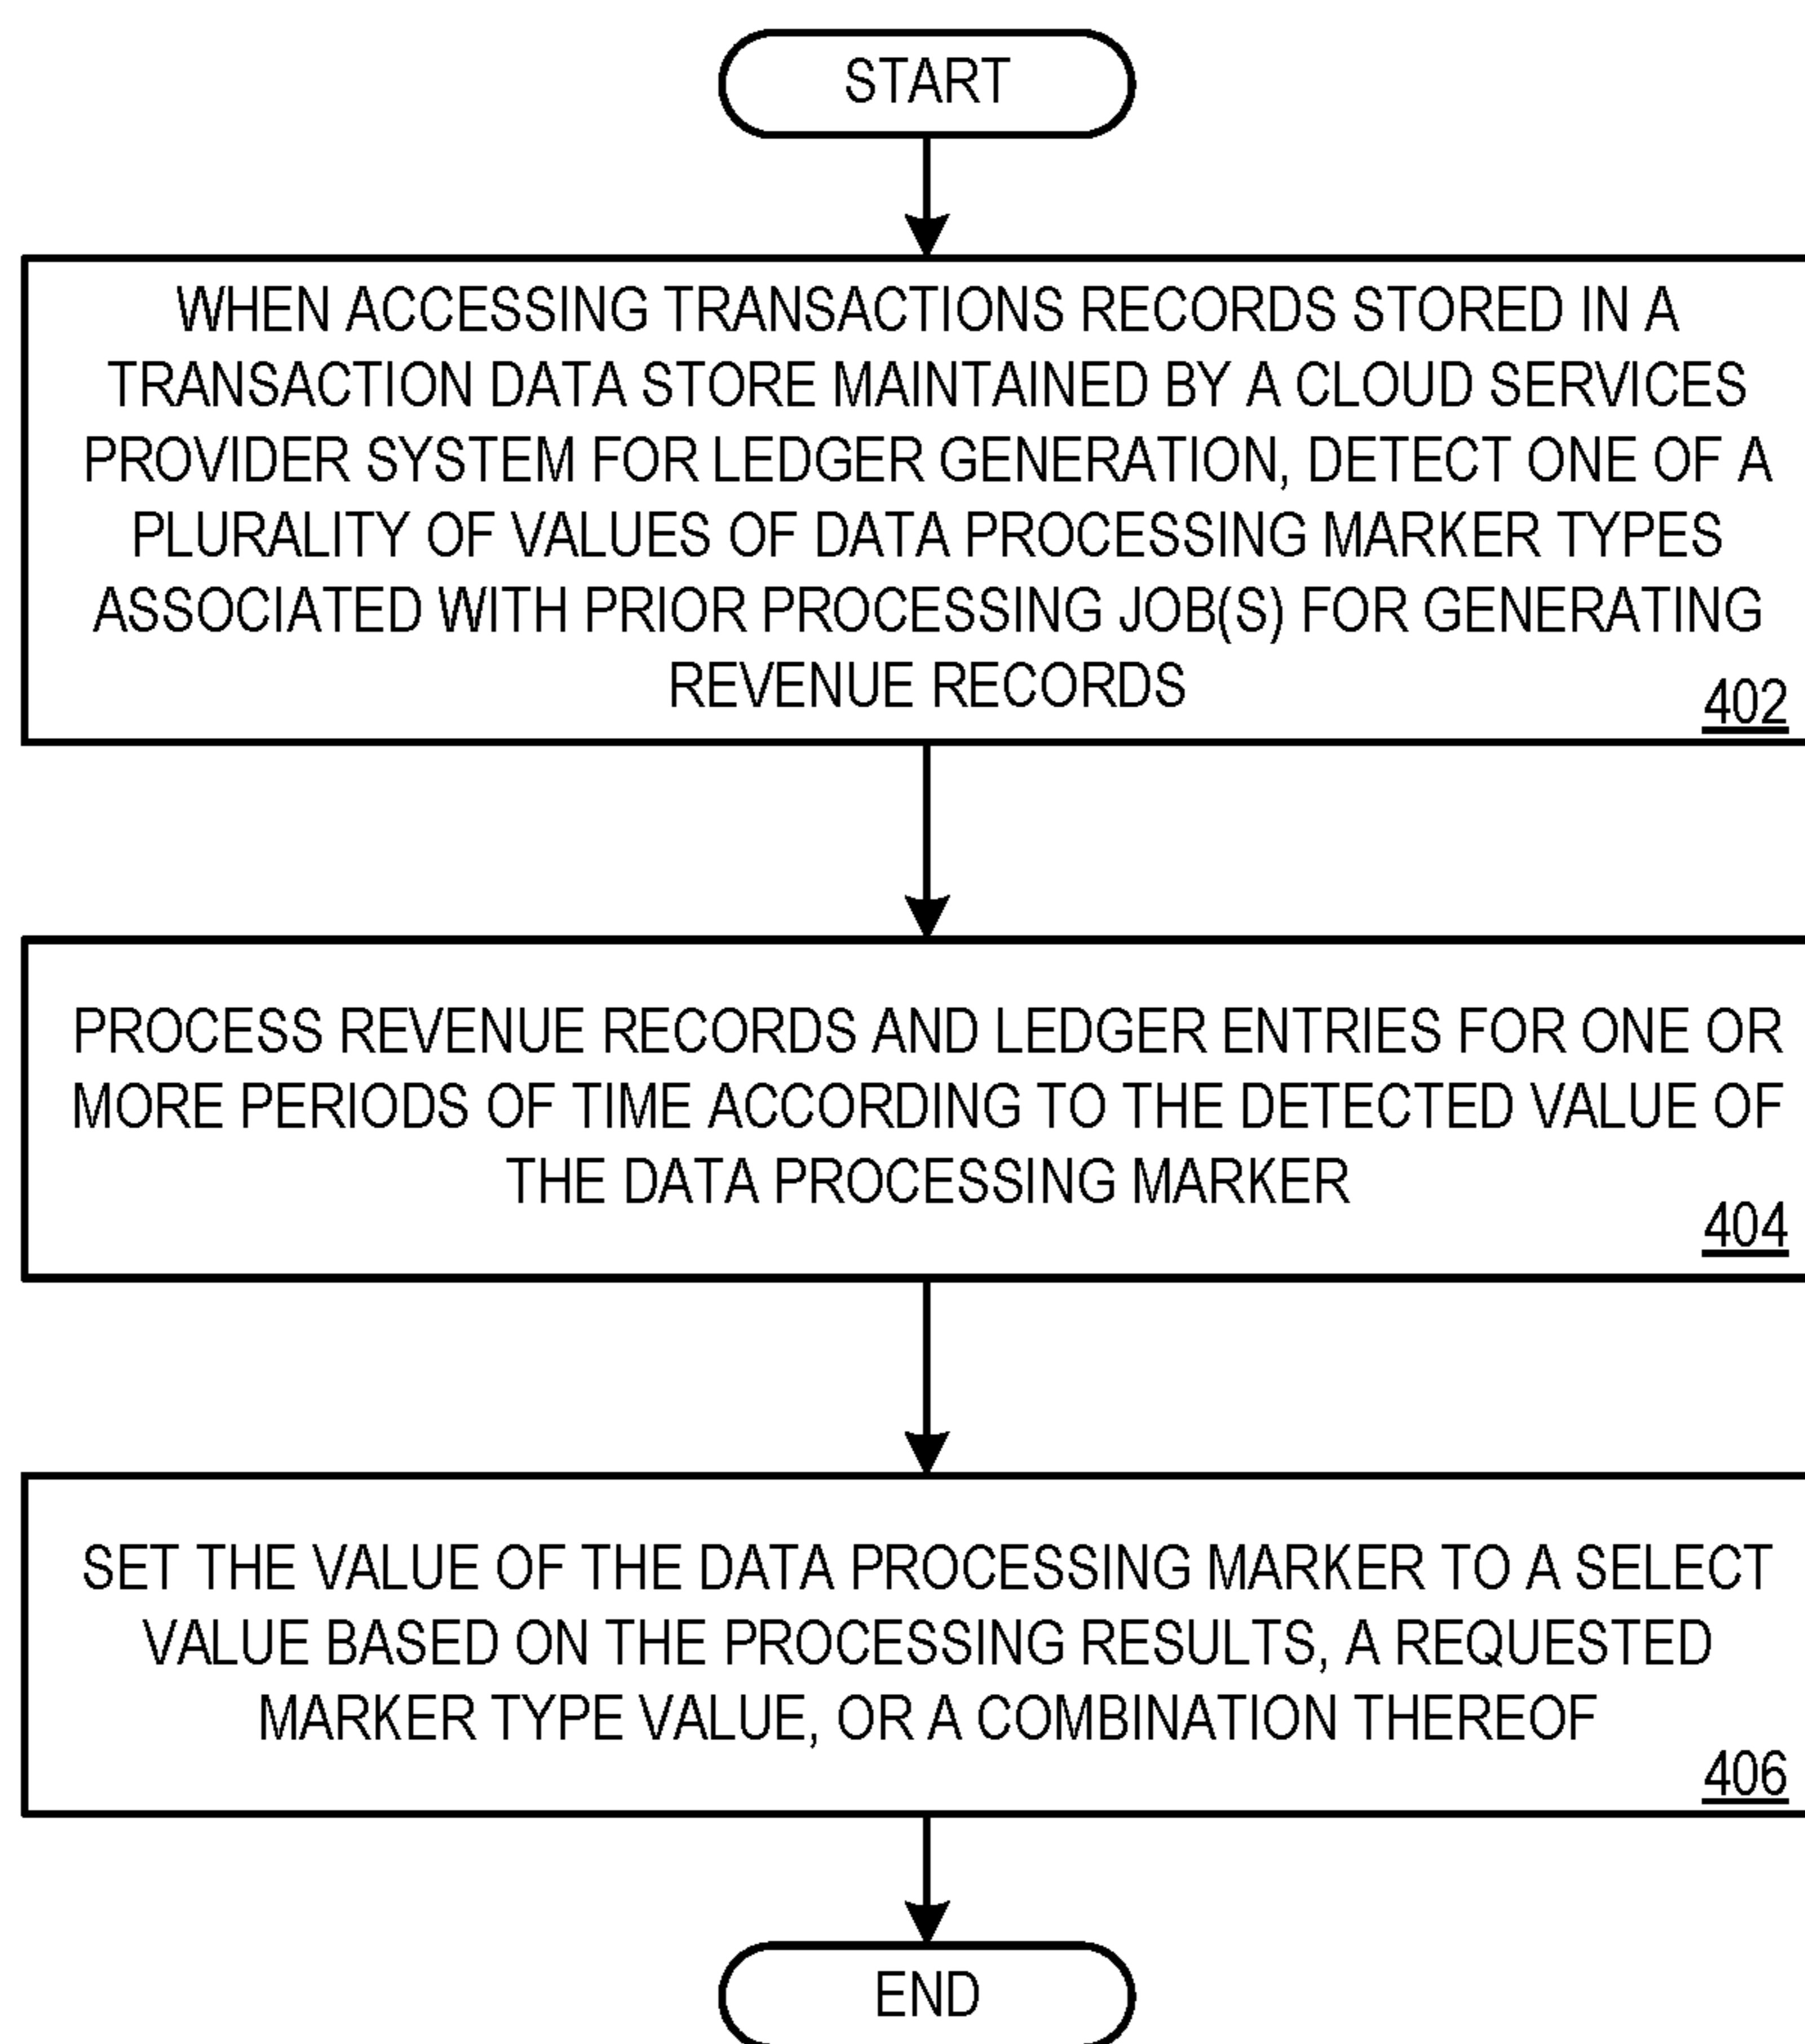 START
WHEN ACCESSING TRANSACTIONS RECORDS STORED IN A
TRANSACTION DATA STORE MAINTAINED BY A CLOUD SERVICES
PROVIDER SYSTEM FOR LEDGER GENERATION, DETECT ONE OF A
PLURALITY OF VALUES OF DATA PROCESSING MARKER TYPES
ASSOCIATED WITH PRIOR PROCESSING JOB(S) FOR GENERATING
REVENUE RECORDS
402
PROCESS REVENUE RECORDS AND LEDGER ENTRIES FOR ONE OR
MORE PERIODS OF TIME ACCORDING TO THE DETECTED VALUE OF
THE DATA PROCESSING MARKER
404
SET THE VALUE OF THE DATA PROCESSING MARKER TO A SELECT
VALUE BASED ON THE PROCESSING RESULTS, A REQUESTED
MARKER TYPE VALUE, OR A COMBINATION THEREOF
406
END